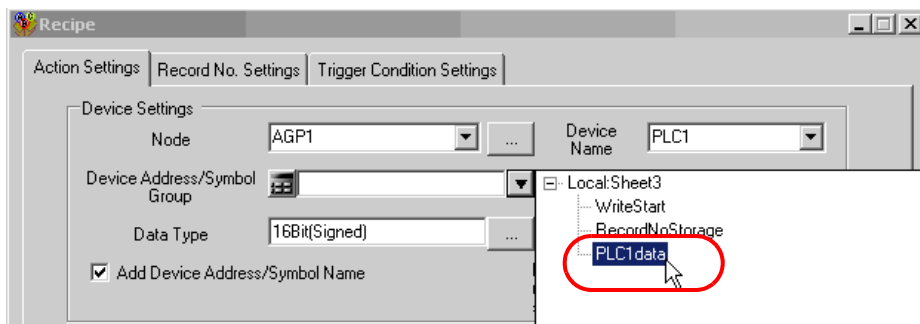 Recipe
Action Settings Record No. Settings Trigger Condition Settings
Device Settings
Node AGP1 ... Device Name PLC1
Device Address/Symbol Group
Local:Sheet3
WriteStart
RecordNoStorage
PLC1data
Data Type 16Bit(Signed) ...
Add Device Address/Symbol Name